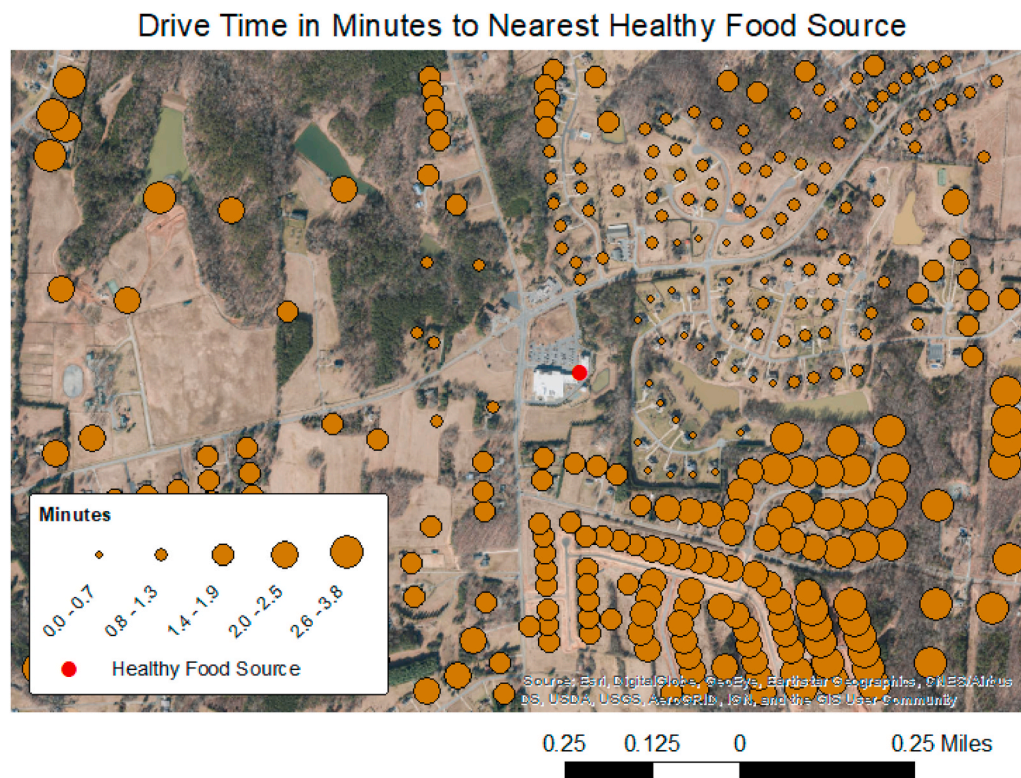 Drive Time in Minutes to Nearest Healthy Food Source
Minutes
0.0 - 0.7
0.8 - 1.3
1.4 - 1.9
2.0 - 2.5
2.6 - 3.8
Healthy Food Source
Source: Esri, DigitalGlobe, GeoEye, Earthstar Geographics, CNES/Airbus
DS, USDA, USGS, AeroGRID, IGN, and the GIS User Community
0.25 0.125 0 0.25 Miles